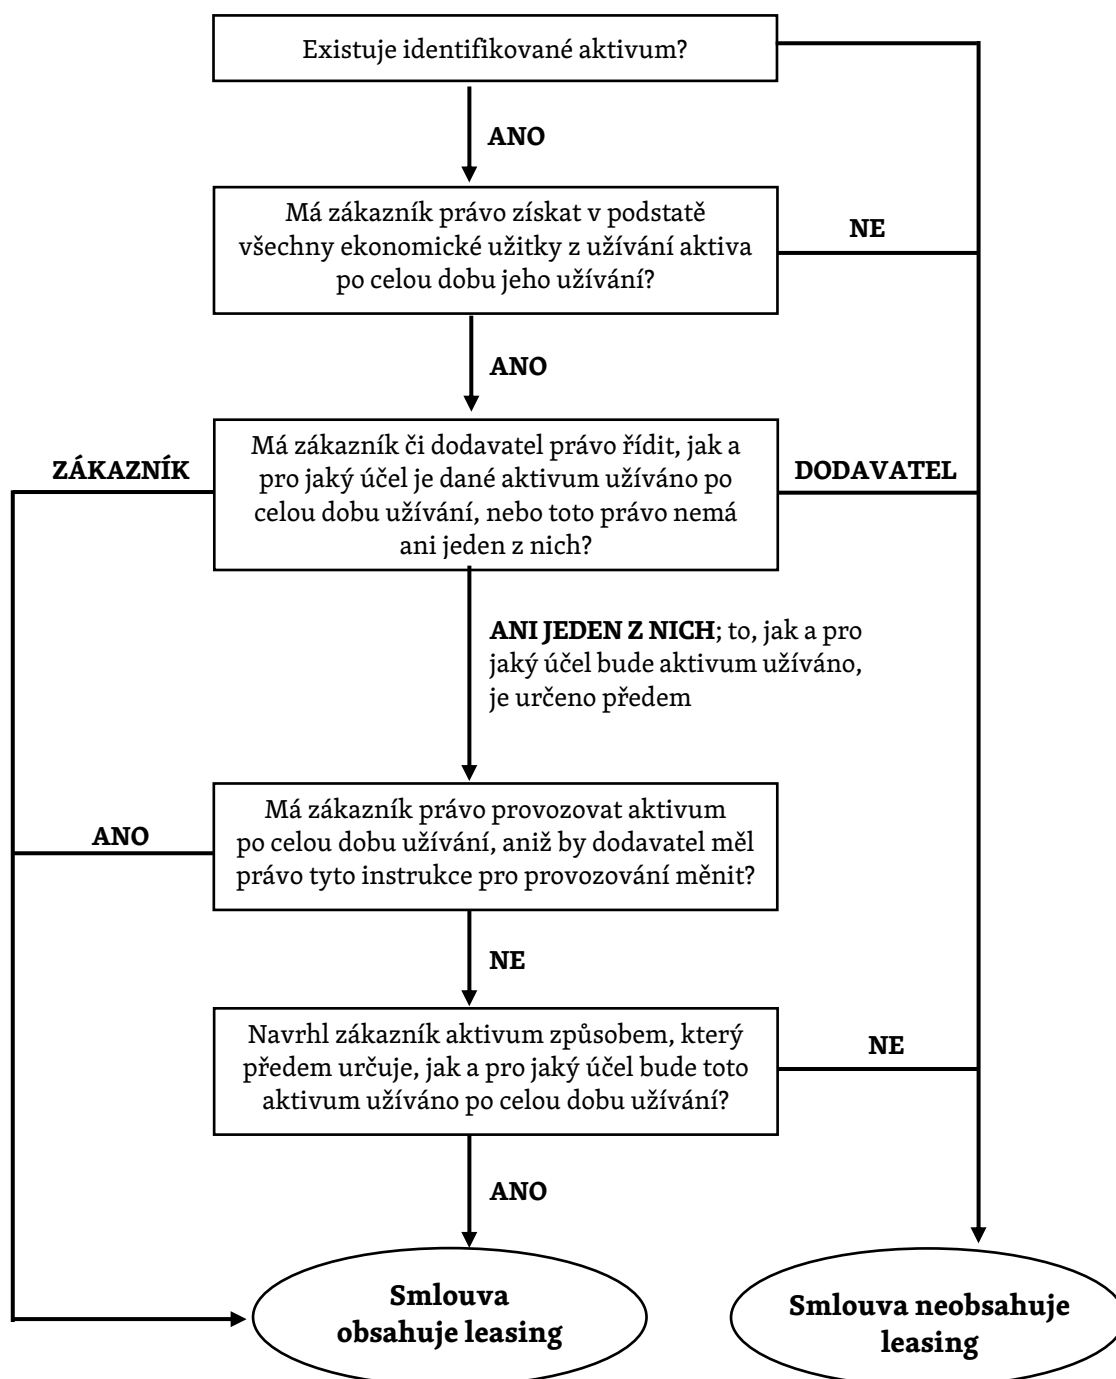 Existuje identifikované aktivum?
ANO
Má zákazník právo získat v podstatě
všechny ekonomické užitky z užívání aktiva
po celou dobu jeho užívání?
NE
ANO
Má zákazník či dodavatel právo řídit, jak a
pro jaký účel je dané aktivum užíváno po
celou dobu užívání, nebo toto právo nemá
ani jeden z nich?
ZÁKAZNÍK
DODAVATEL
ANI JEDEN Z NICH; to, jak a pro
jaký účel bude aktivum užíváno,
je určeno předem
Má zákazník právo provozovat aktivum
po celou dobu užívání, aniž by dodavatel měl
právo tyto instrukce pro provozování měnit?
ANO
NE
Navrhl zákazník aktivum způsobem, který
předem určuje, jak a pro jaký účel bude toto
aktivum užíváno po celou dobu užívání?
NE
ANO
Smlouva
obsahuje leasing
Smlouva neobsahuje
leasing